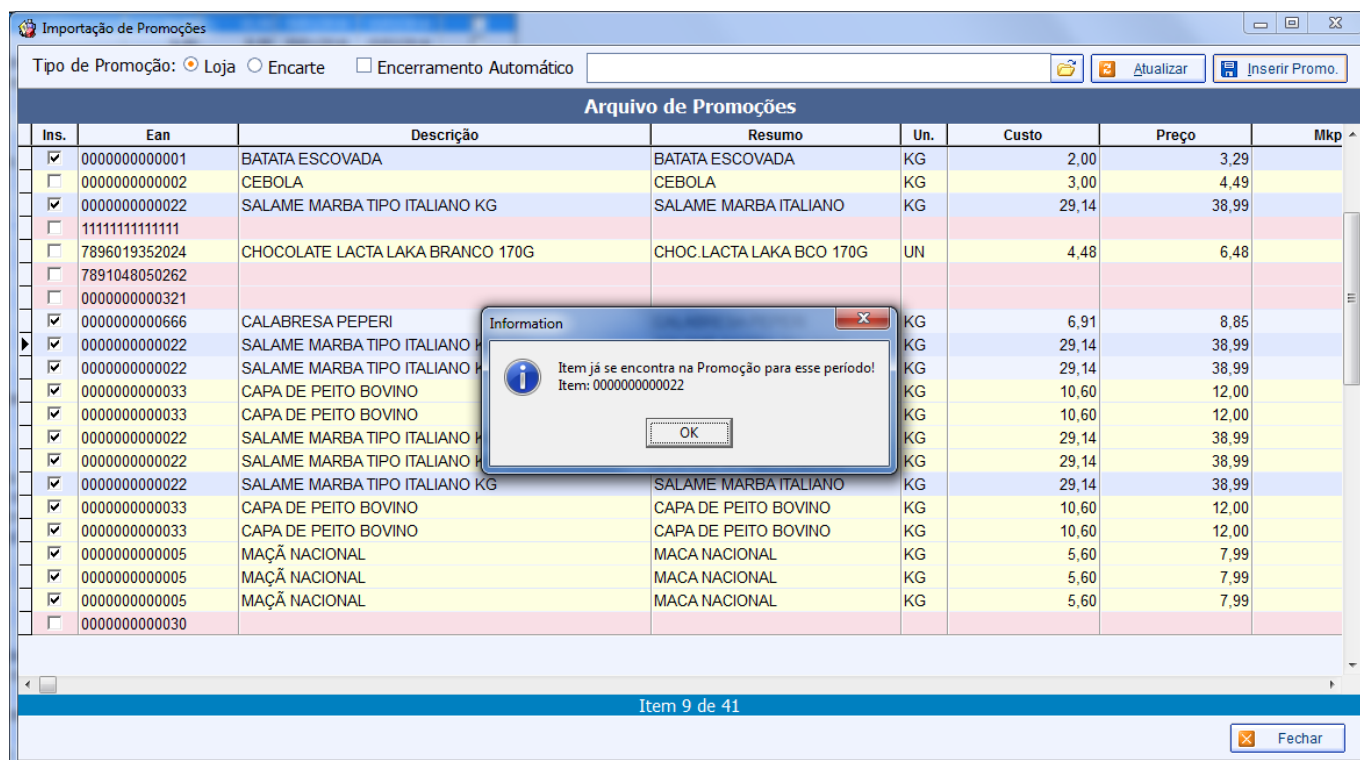 Importação de Promoções
Tipo de Promoção: Loja Encarte Encerramento Automático Atualizar Inserir Promo.
Arquivo de Promoções
Ins. Ean Descrição Resumo Un. Custo Preço Mkp
0000000000001 BATATA ESCOVADA BATATA ESCOVADA KG 2,00 3,29
0000000000002 CEBOLA CEBOLA KG 3,00 4,49
0000000000022 SALAME MARBA TIPO ITALIANO KG SALAME MARBA ITALIANO KG 29,14 38,99
11111111111111
7896019352024 CHOCOLATE LACTA LAKA BRANCO 170G CHOC.LACTA LAKA BCO 170G UN 4,48 6,48
7891048050262
0000000000321
0000000000666 CALABRESA PEPERI KG 6,91 8,85
0000000000022 SALAME MARBA TIPO ITALIANO KG 29,14 38,99
0000000000022 SALAME MARBA TIPO ITALIANO KG 29,14 38,99
0000000000033 CAPA DE PEITO BOVINO KG 10,60 12,00
0000000000033 CAPA DE PEITO BOVINO KG 10,60 12,00
0000000000022 SALAME MARBA TIPO ITALIANO KG 29,14 38,99
0000000000022 SALAME MARBA TIPO ITALIANO KG 29,14 38,99
0000000000022 SALAME MARBA TIPO ITALIANO KG SALAME MARBA ITALIANO KG 29,14 38,99
0000000000033 CAPA DE PEITO BOVINO CAPA DE PEITO BOVINO KG 10,60 12,00
0000000000033 CAPA DE PEITO BOVINO CAPA DE PEITO BOVINO KG 10,60 12,00
0000000000005 MAÇÃ NACIONAL MACA NACIONAL KG 5,60 7,99
0000000000005 MAÇÃ NACIONAL MACA NACIONAL KG 5,60 7,99
0000000000005 MAÇÃ NACIONAL MACA NACIONAL KG 5,60 7,99
0000000000030
Information
Item já se encontra na Promoção para esse período!
Item: 0000000000022
OK
Item 9 de 41
Fechar